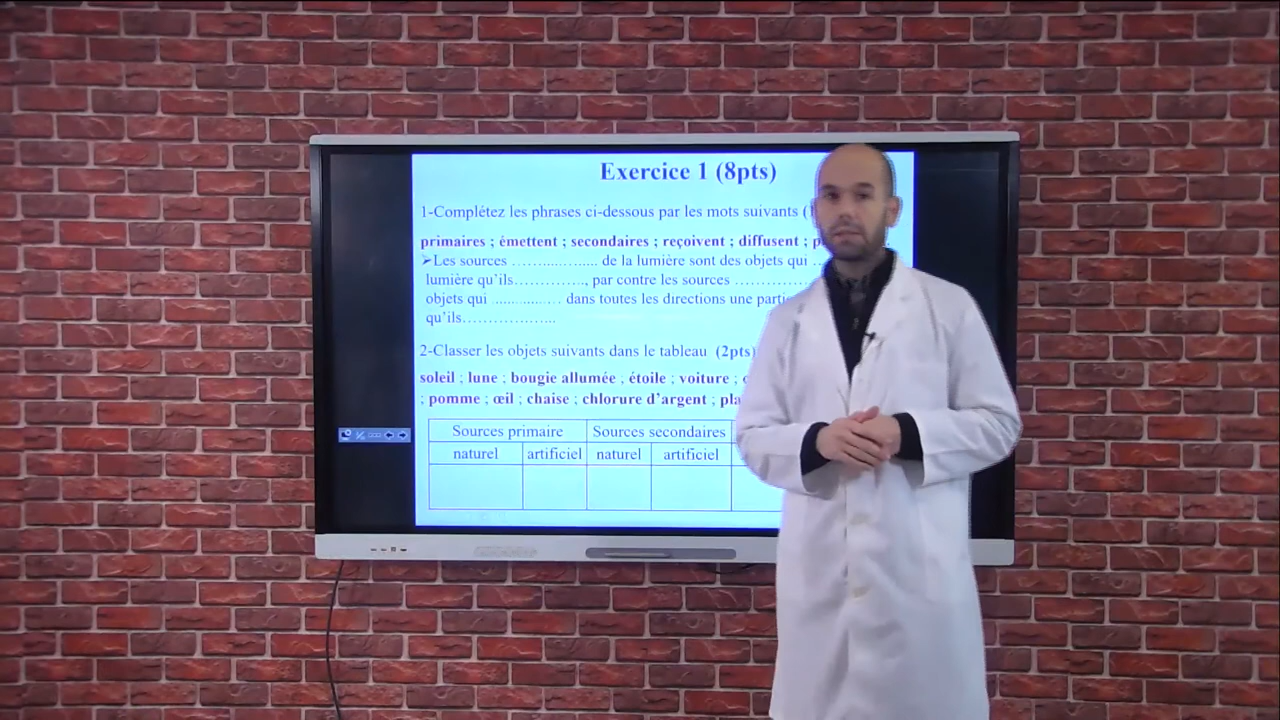 Exercice 1 (8pts)
1-Complétez les phrases ci-dessous par les mots suivants (
primaires ; émettent ; secondaires ; reçoivent ; diffusent ;
➤Les sources ……...…….... de la lumière sont des objets qui
lumière qu'ils…………., par contre les sources ……………
objets qui .........…… dans toutes les directions une
qu'ils………………...
2-Classer les objets suivants dans le tableau (2pts)
soleil ; lune ; bougie allumée ; étoile ; voiture ;
; pomme ; œil ; chaise ; chlorure d'argent ;
Sources primaire Sources secondaires
naturel artificiel naturel artificiel